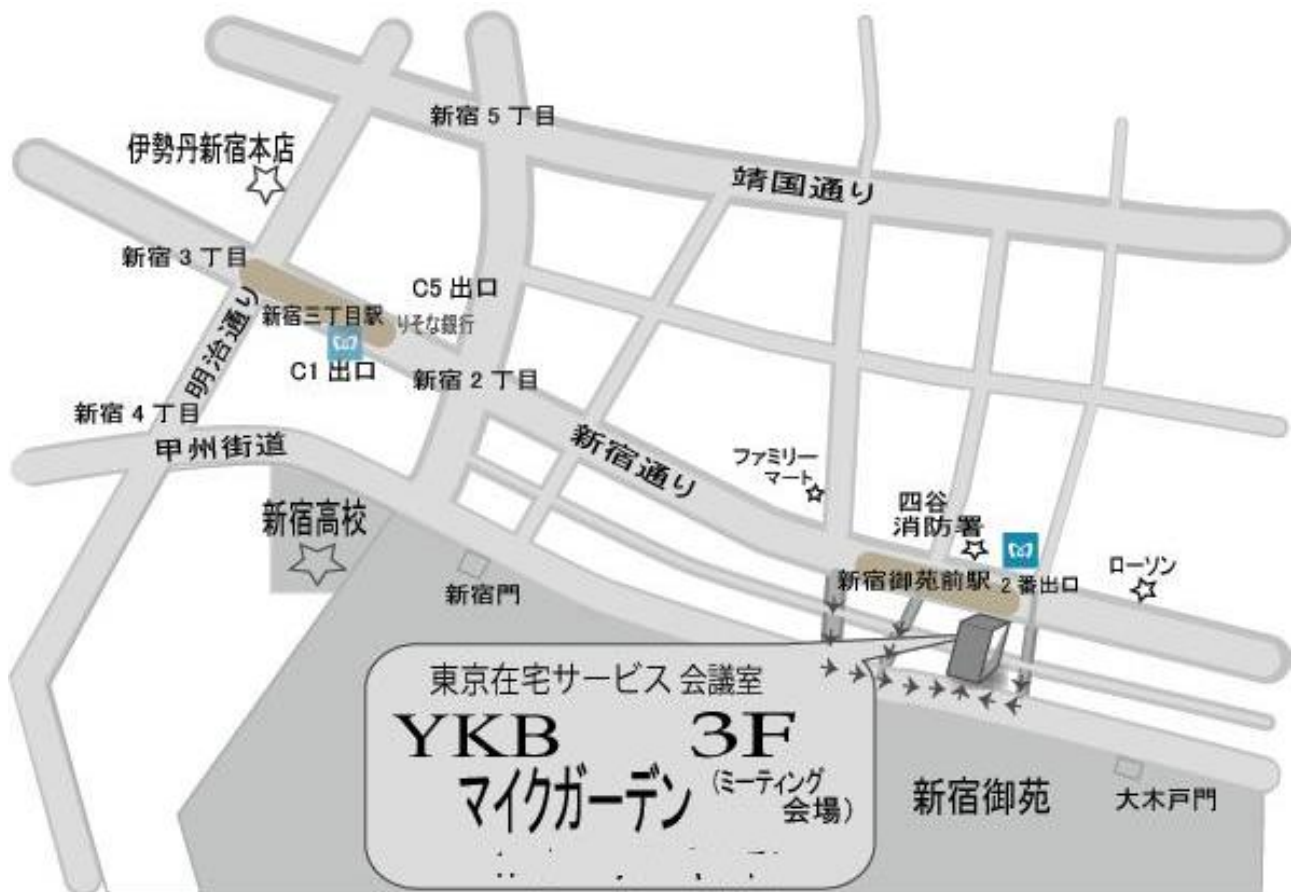 新宿5丁目
伊勢丹新宿本店
靖国通り
新宿3丁目
C5 出口
新宿三丁目駅
りそな銀行
明治通り
C1 出口
新宿2丁目
新宿4丁目
甲州街道
新宿通り
ファミリー
マート
新宿高校
四谷
消防署
新宿御苑前駅
2番出口
ローソン
新宿門
東京在宅サービス 会議室
YKB 3F
マイクガーデン
(ミーティング
会場)
新宿御苑
大木戸門